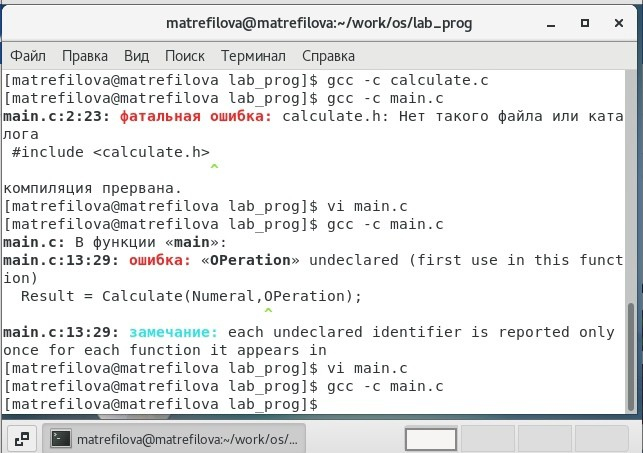 matrefilova@matrefilova:~/work/os/lab_prog
Файл Правка Вид Поиск Терминал Справка
[matrefilova@matrefilova lab_prog]$ gcc -c calculate.c
[matrefilova@matrefilova lab_prog]$ gcc -c main.c
main.c:2:23: фатальная ошибка: calculate.h: Нет такого файла или ката
лога
 #include <calculate.h>
                       ^
компиляция прервана.
[matrefilova@matrefilova lab_prog]$ vi main.c
[matrefilova@matrefilova lab_prog]$ gcc -c main.c
main.c: В функции «main»:
main.c:13:29: ошибка: «OPeration» undeclared (first use in this funct
ion)
  Result = Calculate(Numeral,OPeration);
                             ^
main.c:13:29: замечание: each undeclared identifier is reported only
once for each function it appears in
[matrefilova@matrefilova lab_prog]$ vi main.c
[matrefilova@matrefilova lab_prog]$ gcc -c main.c
[matrefilova@matrefilova lab_prog]$
matrefilova@matrefilova:~/work/os/...